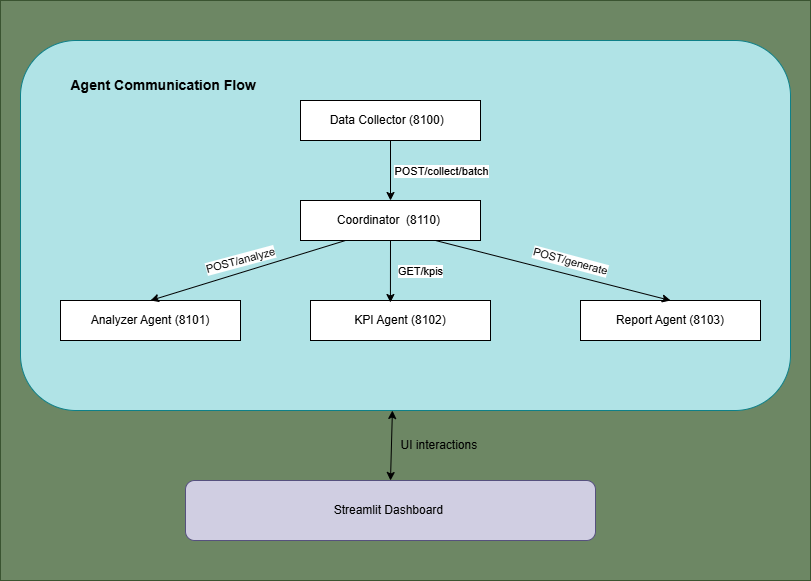 Agent Communication Flow
Data Collector (8100)
POST/collect/batch
Coordinator (8110)
POST/analyze
GET/kpis
POST/generate
Analyzer Agent (8101)
KPI Agent (8102)
Report Agent (8103)
UI interactions
Streamlit Dashboard